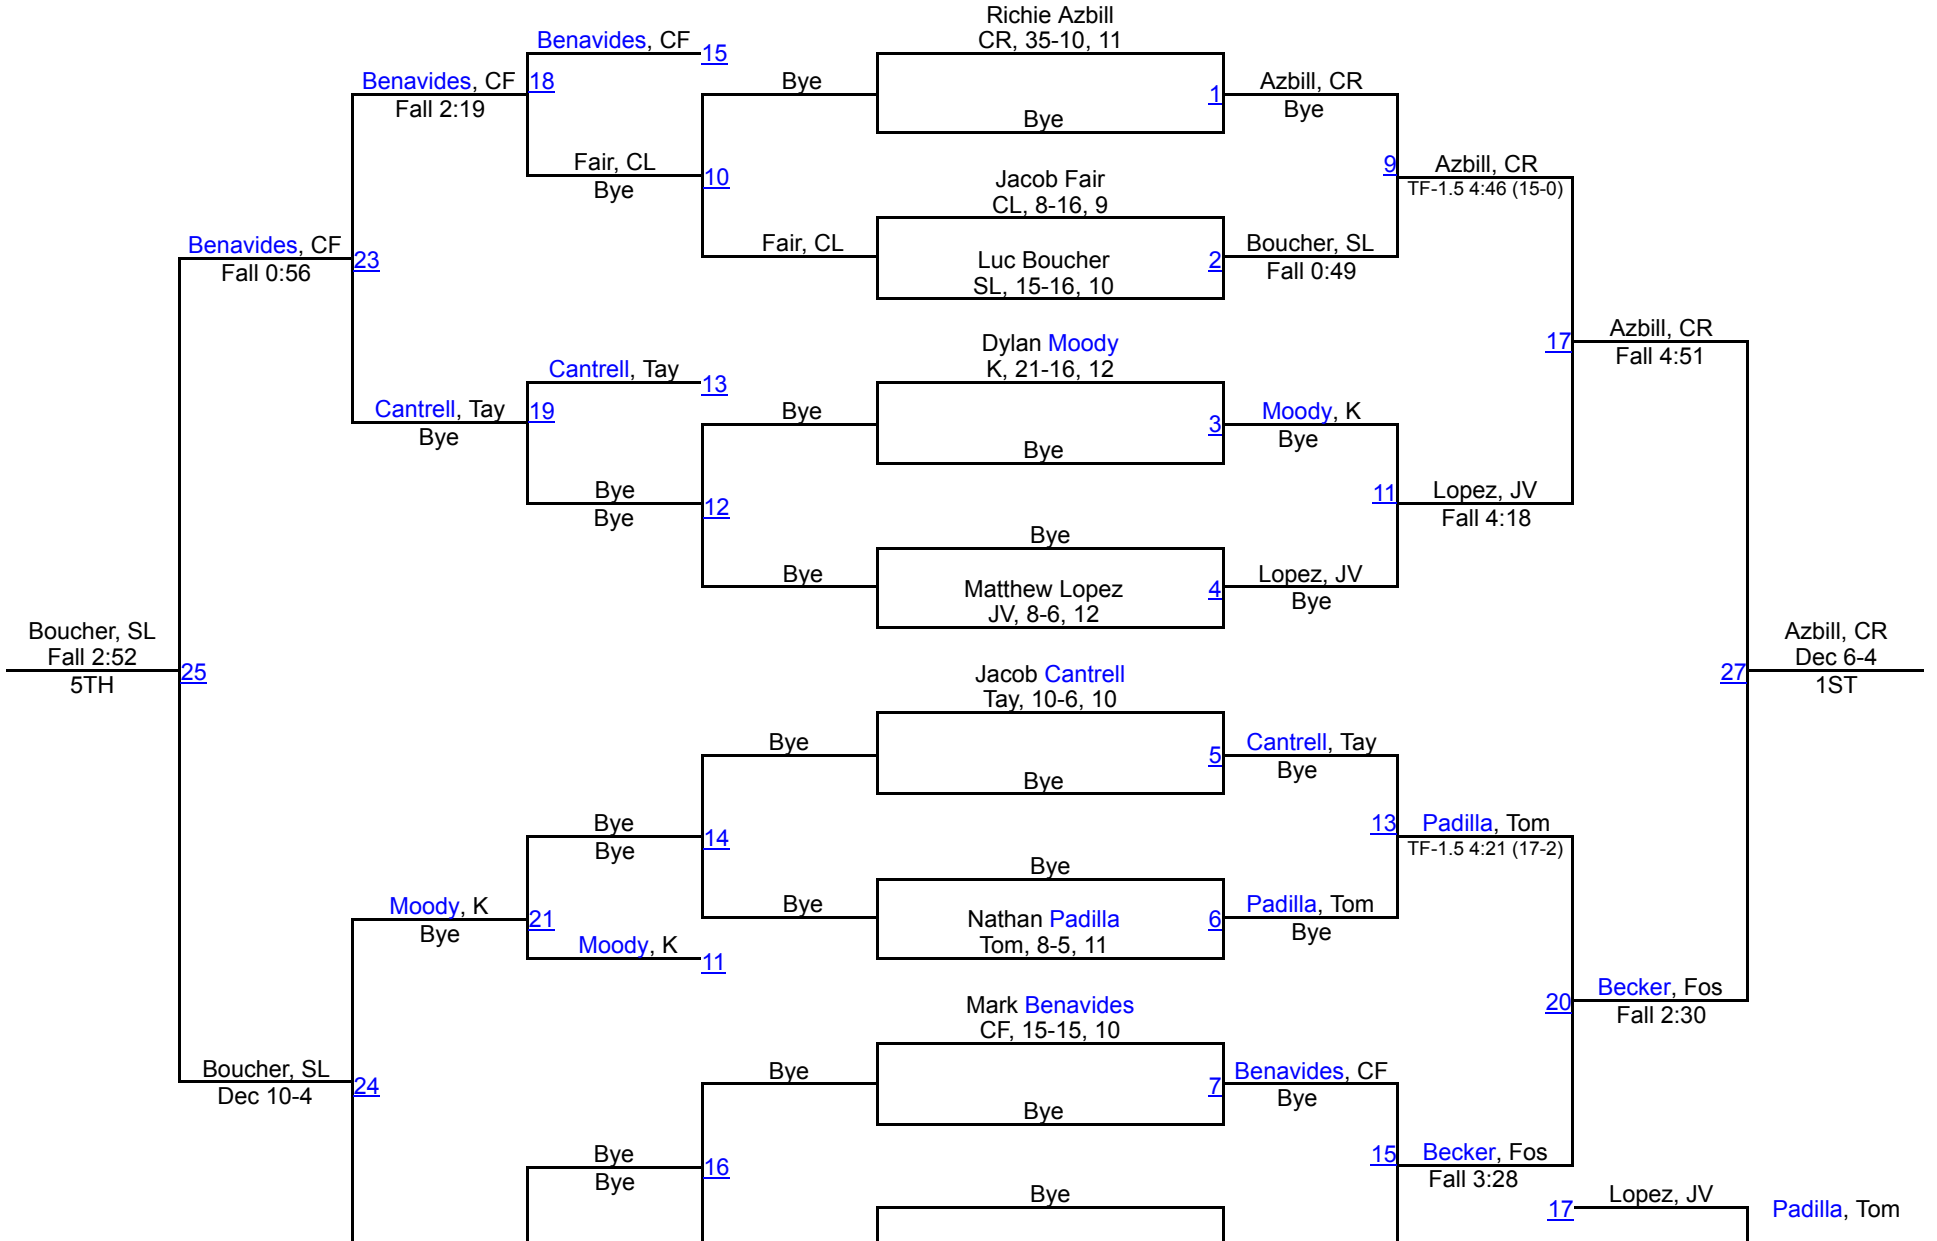 Richie Azbill
CR, 35-10, 11
Benavides, CF
15
Benavides, CF
18
Fall 2:19
Bye
1
Azbill, CR
Bye
Bye
Fair, CL
Bye
10
9
Azbill, CR
TF-1.5 4:46 (15-0)
Jacob Fair
CL, 8-16, 9
Benavides, CF
Fall 0:56
23
Fair, CL
Luc Boucher
SL, 15-16, 10
2
Boucher, SL
Fall 0:49
Dylan Moody
K, 21-16, 12
17
Azbill, CR
Fall 4:51
Cantrell, Tay
13
Cantrell, Tay
Bye
19
Bye
3
Moody, K
Bye
Bye
Bye
Bye
12
11
Lopez, JV
Fall 4:18
Bye
Bye
Matthew Lopez
JV, 8-6, 12
4
Lopez, JV
Bye
Boucher, SL
Fall 2:52
5TH
25
Azbill, CR
Dec 6-4
1ST
27
Jacob Cantrell
Tay, 10-6, 10
Bye
5
Cantrell, Tay
Bye
Bye
Bye
Bye
14
13
Padilla, Tom
TF-1.5 4:21 (17-2)
Bye
Moody, K
Bye
21
Moody, K
11
Bye
Nathan Padilla
Tom, 8-5, 11
6
Padilla, Tom
Bye
Mark Benavides
CF, 15-15, 10
20
Becker, Fos
Fall 2:30
Boucher, SL
Dec 10-4
24
Bye
7
Benavides, CF
Bye
Bye
Bye
Bye
16
15
Becker, Fos
Fall 3:28
Bye
17
Lopez, JV
Padilla, Tom